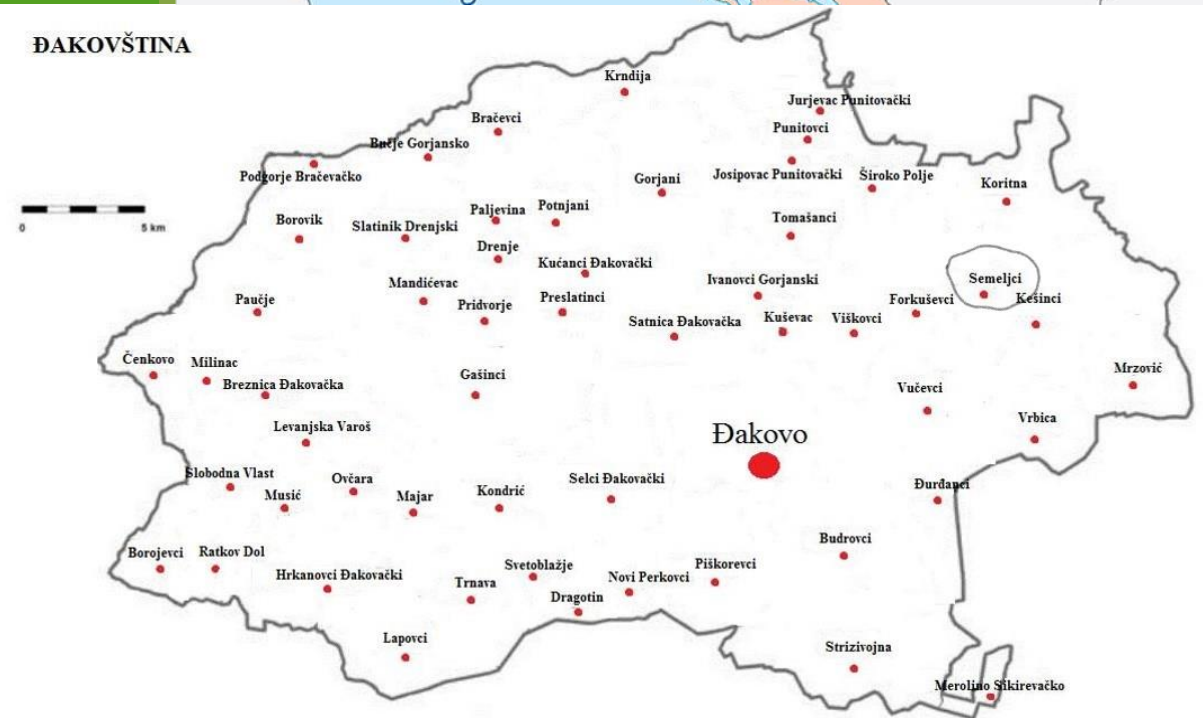 ĐAKOVŠTINA
Krndija
Jurjevac Punitovački
Bračevci
Punitovci
Bučje Gorjansko
Podgorje Bračevačko
Josipovac Punitovački
Široko Polje
Gorjani
Koritna
Paljevina
Potnjani
Borovik
Slatinik Drenjski
Tomašanci
0
5 km
Drenje
Kućanci Đakovački
Mandićevac
Ivanovci Gorjanski
Semeljci
Paučje
Pridvorje
Preslatinci
Forkuševci
Kešinci
Satnica Đakovačka
Kuševac
Viškovci
Čenkovo
Milinac
Breznica Đakovačka
Gašinci
Mrzović
Vučevci
Levanjska Varoš
Đakovo
Vrbica
Slobodna Vlast
Musić
Ovčara
Majar
Kondrić
Selci Đakovački
Đurđanci
Borojevci
Ratkov Dol
Hrkanovci Đakovački
Trnava
Svetoblažje
Dragotin
Novi Perkovci
Piškorevci
Budrovci
Lapovci
Strizivojna
Merolino Sikirevačko